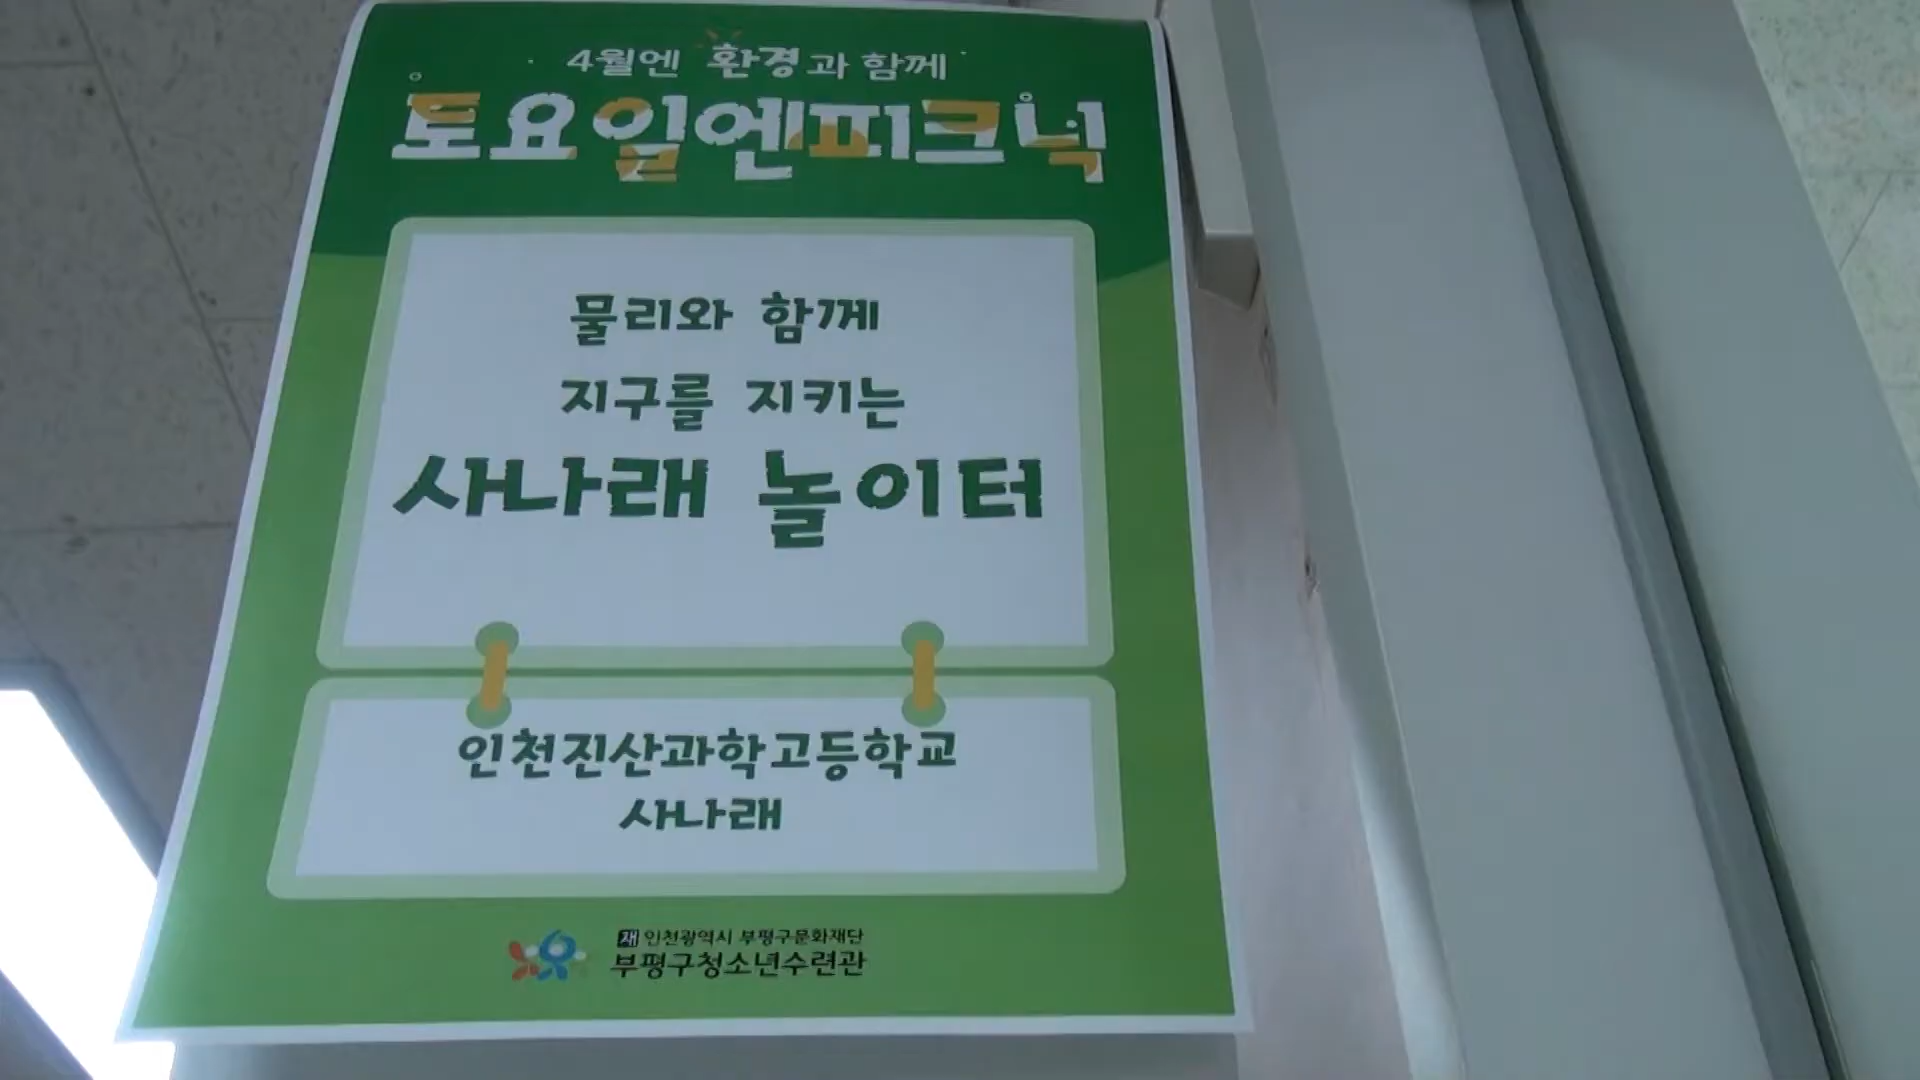 4월엔 환경과 함께
토요일엔피크닉
물리와 함께
지구를 지키는
사나래 놀이터
인천진산과학고등학교
사나래
재 인천광역시 부평구문화재단
부평구청소년수련관